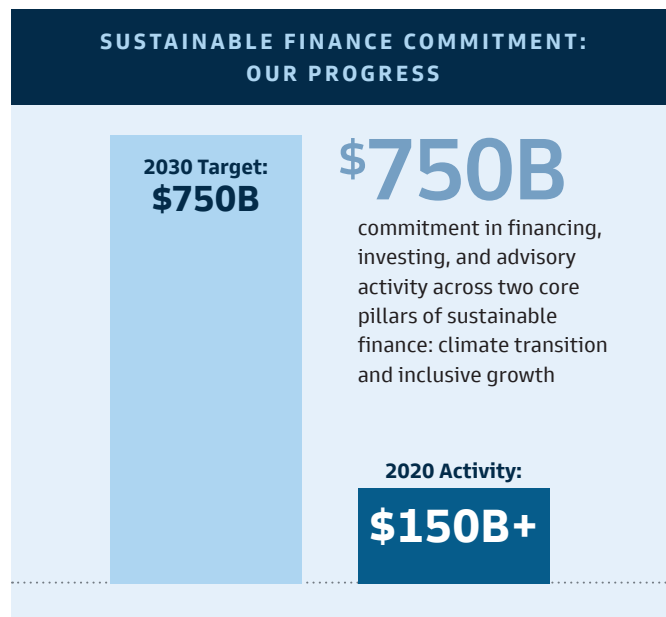 SUSTAINABLE FINANCE COMMITMENT:
OUR PROGRESS
2030 Target:
$750B
$750B
commitment in financing,
investing, and advisory
activity across two core
pillars of sustainable
finance: climate transition
and inclusive growth
2020 Activity:
$150B+